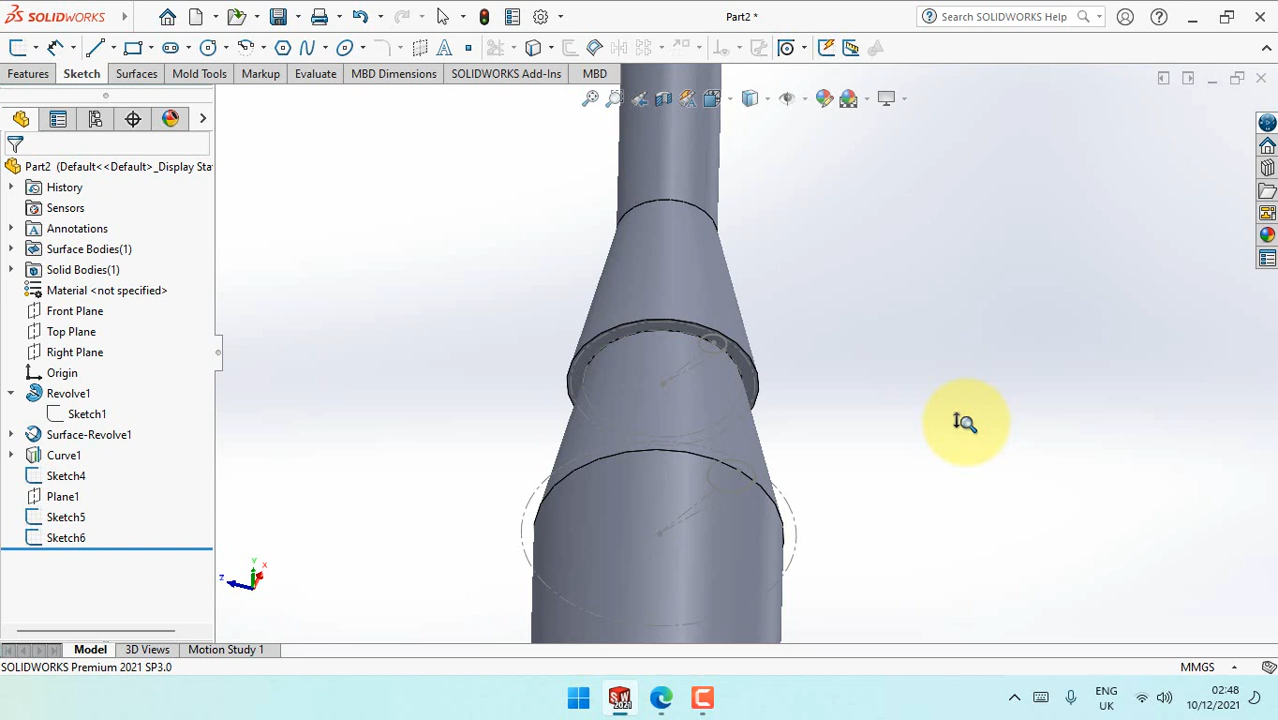 SOLIDWORKS
Part2 *
Search SOLIDWORKS Help
Features
Sketch
Surfaces
Mold Tools
Markup
Evaluate
MBD Dimensions
SOLIDWORKS Add-Ins
MBD
Part2 (Default<<Default>_Display Sta
History
Sensors
Annotations
Surface Bodies(1)
Solid Bodies(1)
Material <not specified>
Front Plane
Top Plane
Right Plane
Origin
Revolve1
Sketch1
Surface-Revolve1
Curve1
Sketch4
Plane1
Sketch5
Sketch6
Y
X
Z
Model
3D Views
Motion Study 1
SOLIDWORKS Premium 2021 SP3.0
MMGS
SW
2021
ENG
UK
02:48
10/12/2021